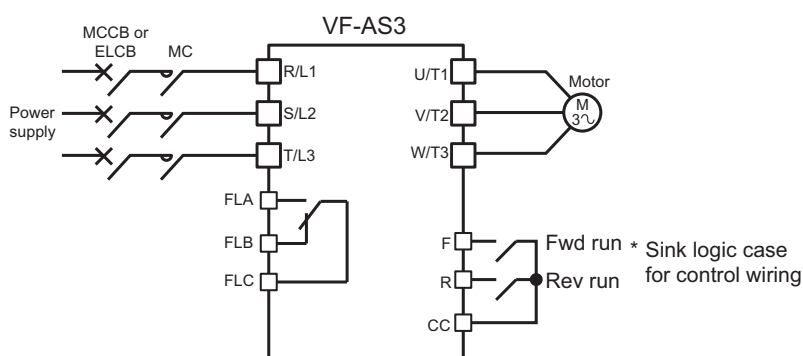 VF-AS3
MCCB or
ELCB
MC
Power
supply
R/L1
S/L2
T/L3
U/T1
V/T2
W/T3
Motor
M
3∿
FLA
FLB
FLC
F
R
CC
Fwd run
Rev run
* Sink logic case
for control wiring